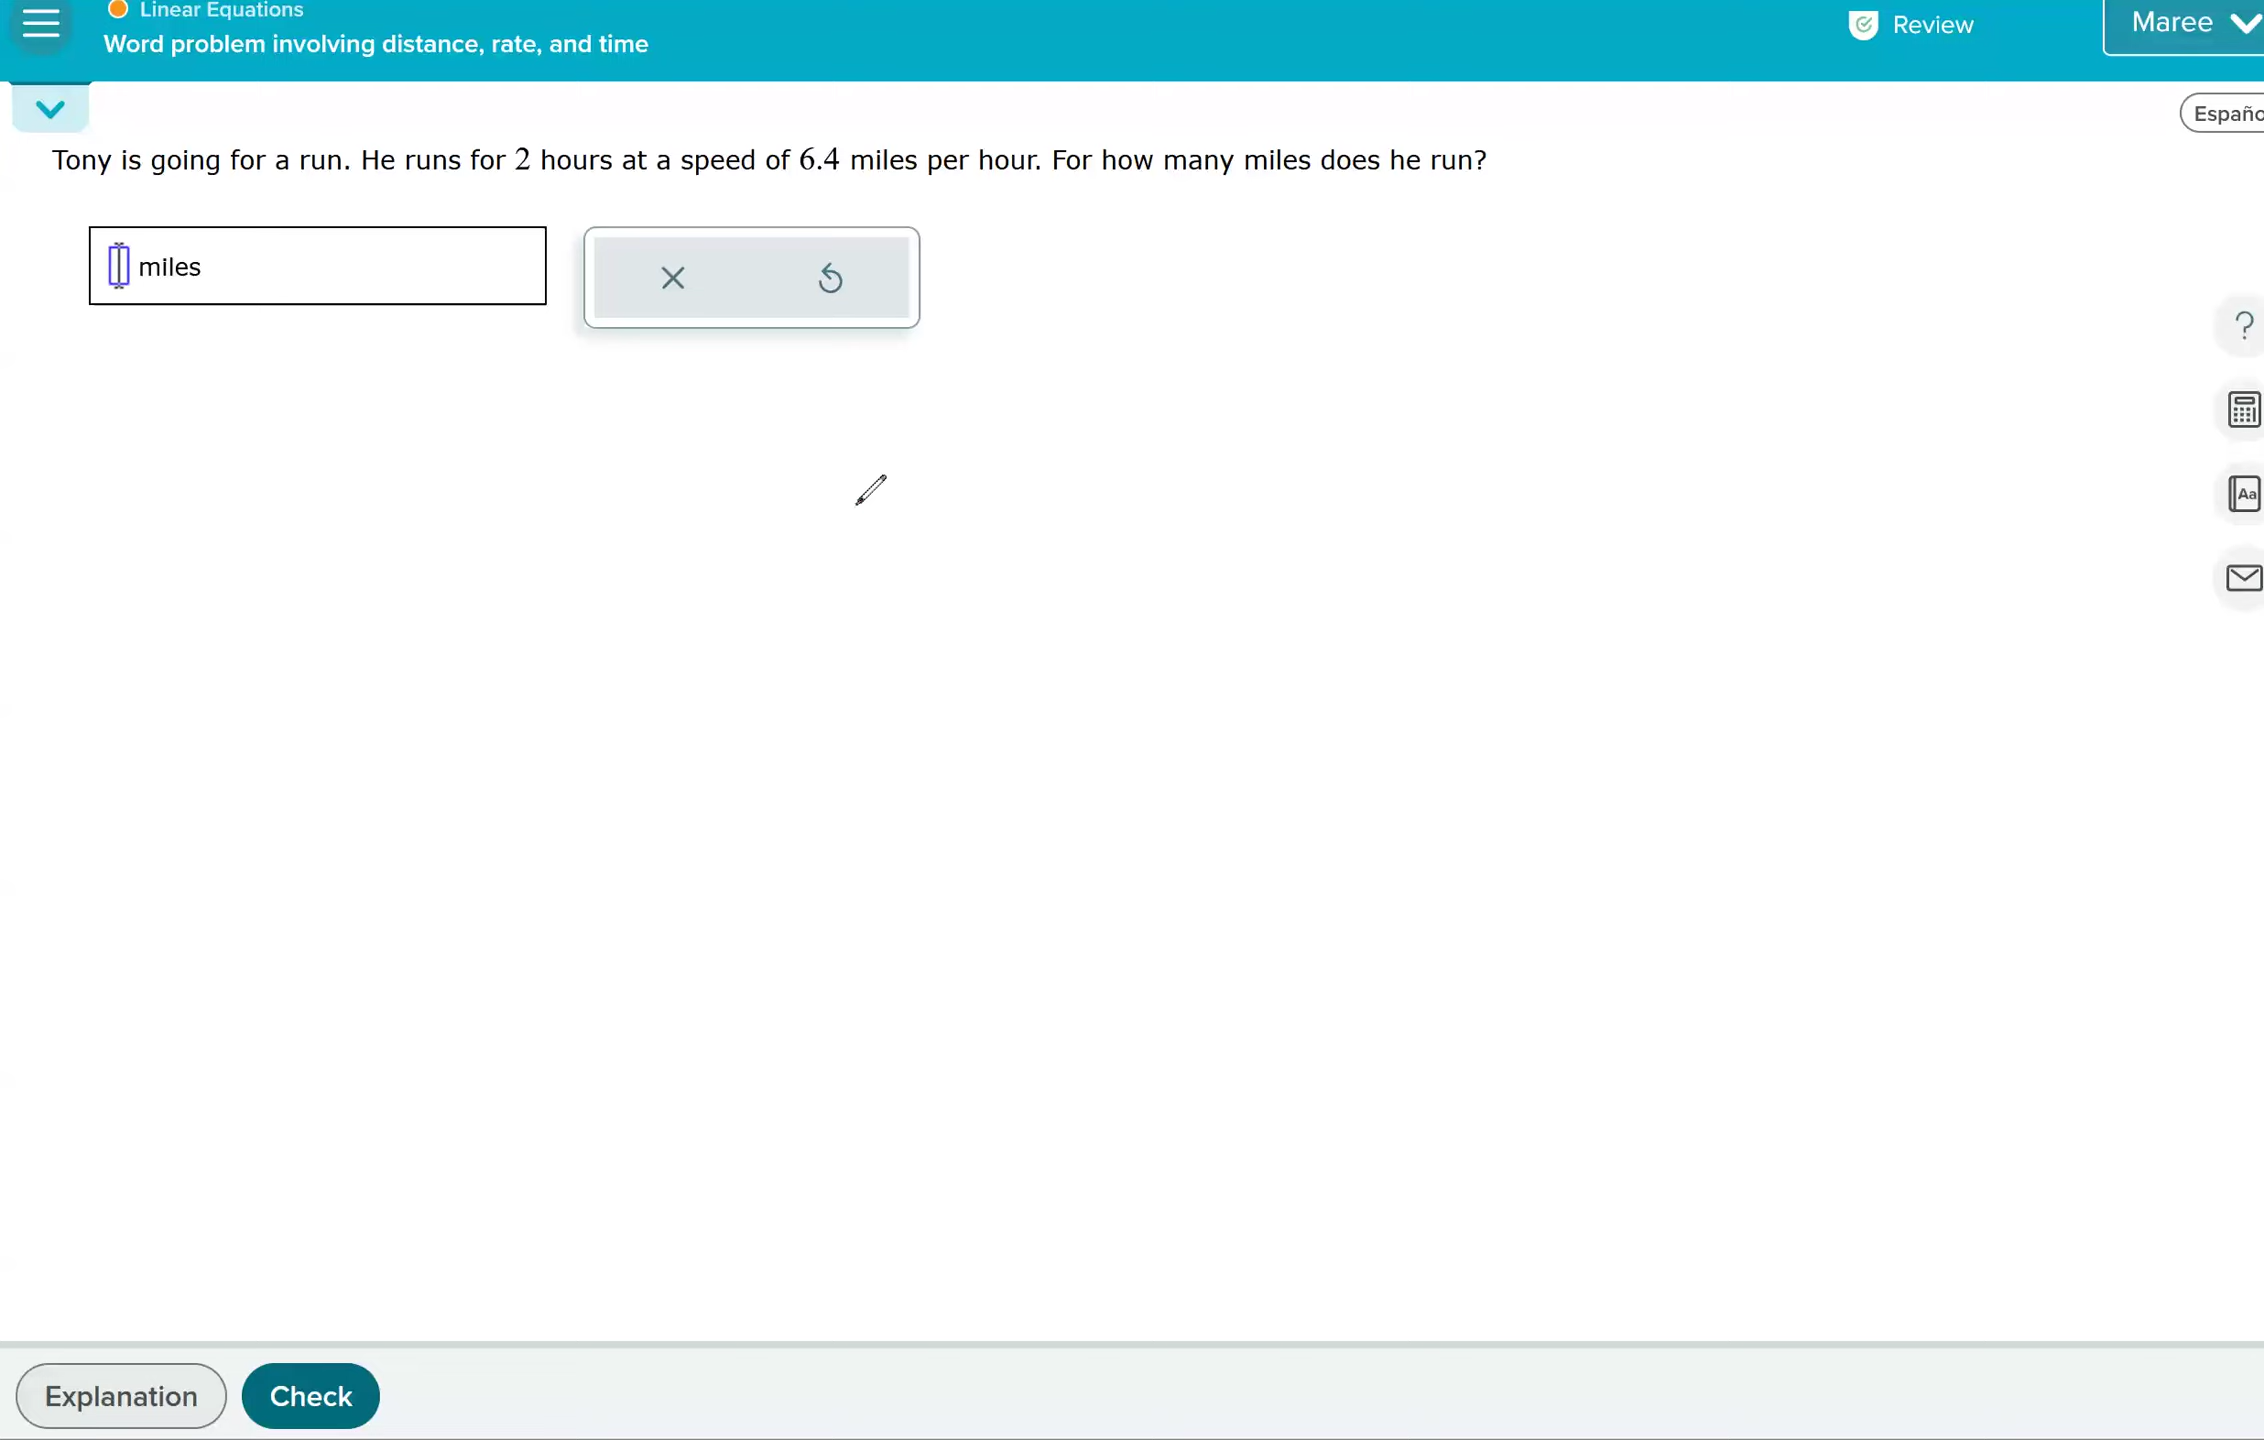 Linear Equations
Word problem involving distance, rate, and time
Review
Maree
Españo
Tony is going for a run. He runs for 2 hours at a speed of 6.4 miles per hour. For how many miles does he run?
miles
?
Aa
Explanation
Check